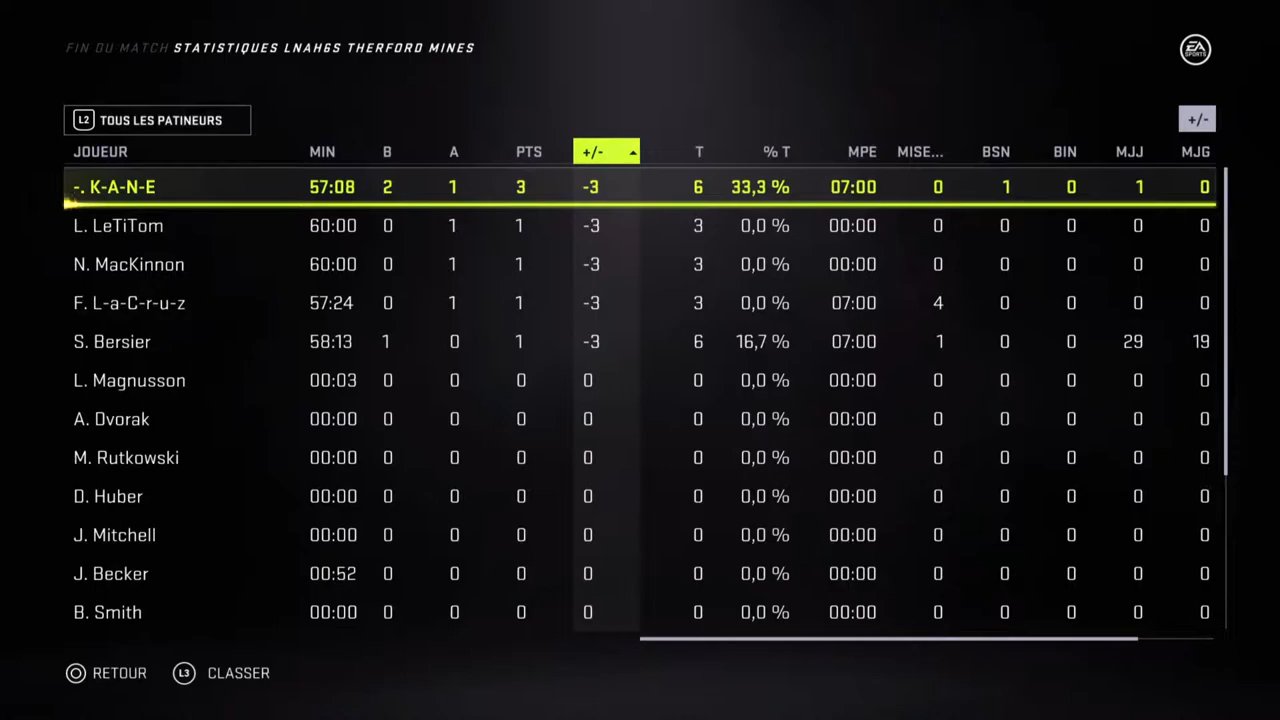 FIN DU MATCH STATISTIQUES LNAH6S THERFORD MINES
EA SPORTS
L2 TOUS LES PATINEURS
+/-
JOUEUR MIN B A PTS +/- T % T MPE MISE... BSN BIN MJJ MJG
-. K-A-N-E 57:08 2 1 3 -3 6 33,3 % 07:00 0 1 0 1 0
L. LeTiTom 60:00 0 1 1 -3 3 0,0 % 00:00 0 0 0 0 0
N. MacKinnon 60:00 0 1 1 -3 3 0,0 % 00:00 0 0 0 0 0
F. L-a-C-r-u-z 57:24 0 1 1 -3 3 0,0 % 07:00 4 0 0 0 0
S. Bersier 58:13 1 0 1 -3 6 16,7 % 07:00 1 0 0 29 19
L. Magnusson 00:03 0 0 0 0 0 0,0 % 00:00 0 0 0 0 0
A. Dvorak 00:00 0 0 0 0 0 0,0 % 00:00 0 0 0 0 0
M. Rutkowski 00:00 0 0 0 0 0 0,0 % 00:00 0 0 0 0 0
D. Huber 00:00 0 0 0 0 0 0,0 % 00:00 0 0 0 0 0
J. Mitchell 00:00 0 0 0 0 0 0,0 % 00:00 0 0 0 0 0
J. Becker 00:52 0 0 0 0 0 0,0 % 00:00 0 0 0 0 0
B. Smith 00:00 0 0 0 0 0 0,0 % 00:00 0 0 0 0 0
RETOUR L3 CLASSER